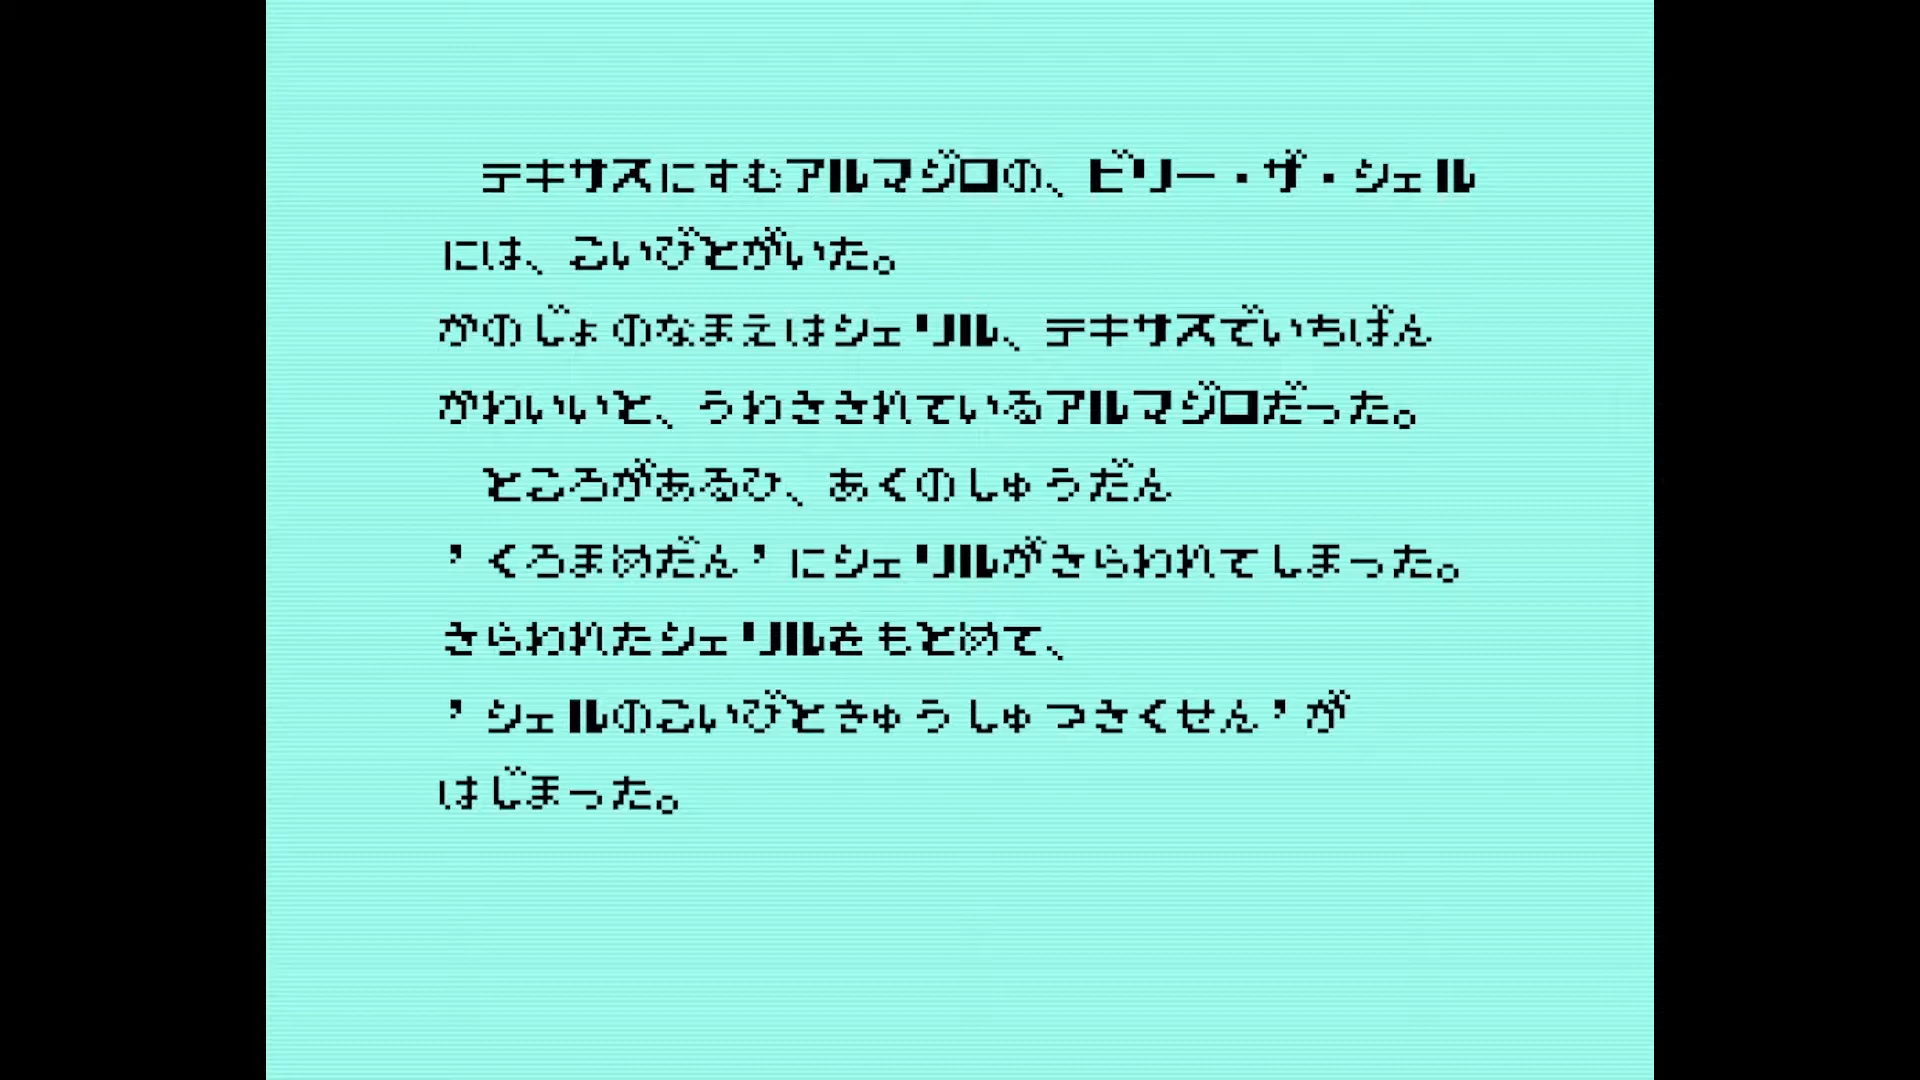 テキサスにすむアルマジロの、ビリー・ザ・シェル
には、こいびとがいた。
かのじょのなまえはシェリル、テキサスでいちばん
かわいいと、うわさされているアルマジロだった。
　ところがあるひ、あくのしゅうだん
’くろまめだん’にシェリルがさらわれてしまった。
さらわれたシェリルをもとめて、
’シェルのこいびときゅうしゅつさくせん’が
はじまった。